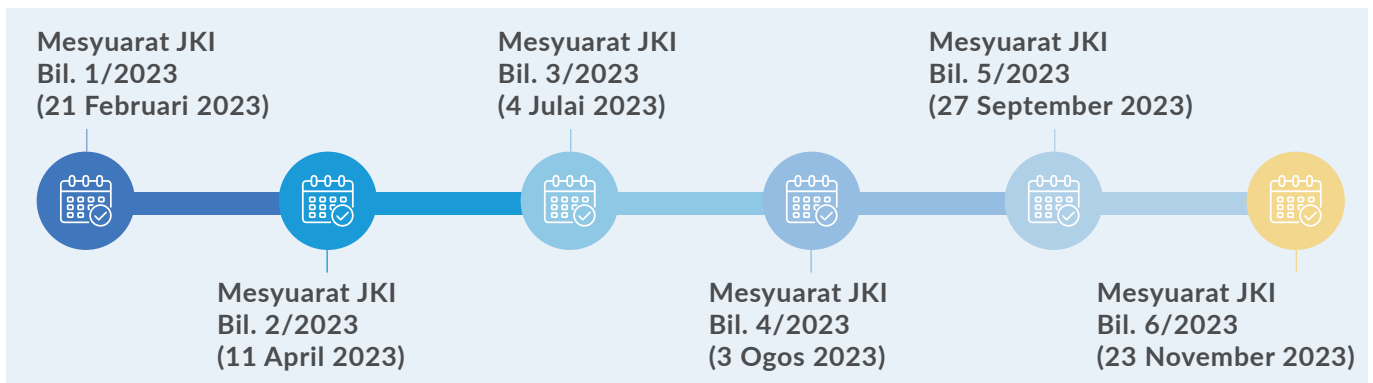 Mesyuarat JKI
Bil. 1/2023
(21 Februari 2023)
Mesyuarat JKI
Bil. 2/2023
(11 April 2023)
Mesyuarat JKI
Bil. 3/2023
(4 Julai 2023)
Mesyuarat JKI
Bil. 4/2023
(3 Ogos 2023)
Mesyuarat JKI
Bil. 5/2023
(27 September 2023)
Mesyuarat JKI
Bil. 6/2023
(23 November 2023)